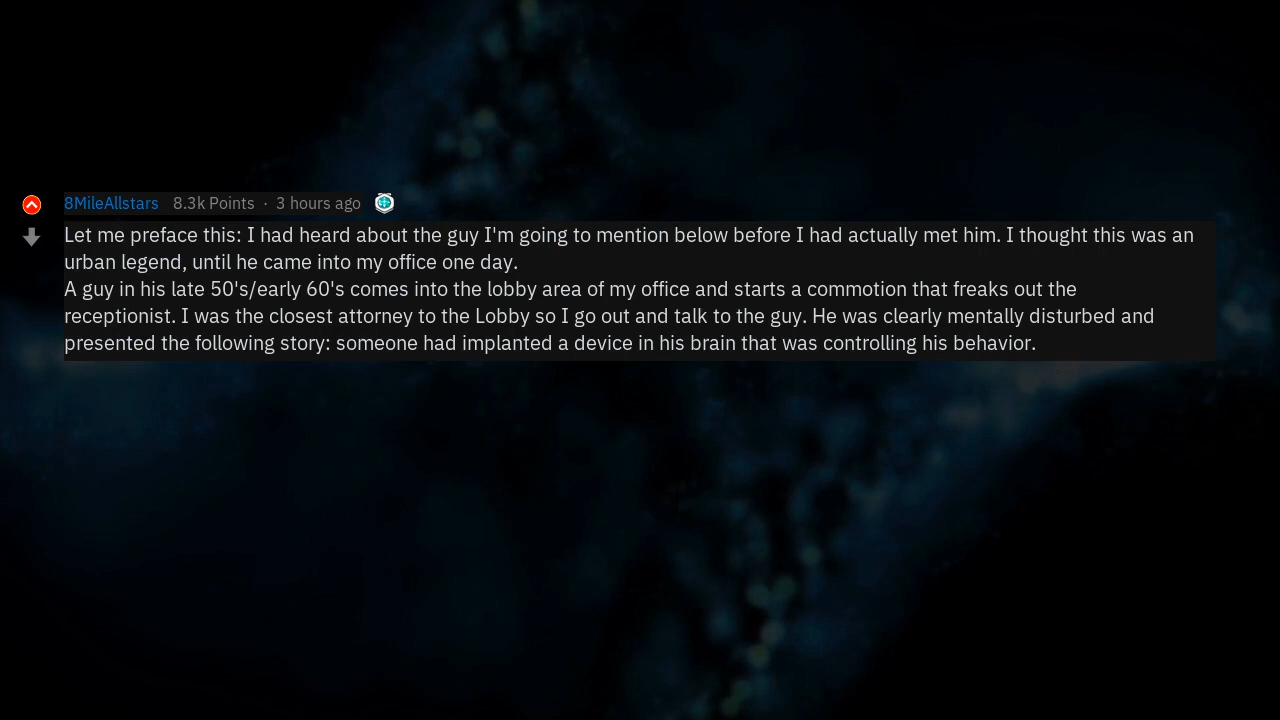 8MileAllstars 8.3k Points · 3 hours ago
Let me preface this: I had heard about the guy I'm going to mention below before I had actually met him. I thought this was an
urban legend, until he came into my office one day.
A guy in his late 50's/early 60's comes into the lobby area of my office and starts a commotion that freaks out the
receptionist. I was the closest attorney to the Lobby so I go out and talk to the guy. He was clearly mentally disturbed and
presented the following story: someone had implanted a device in his brain that was controlling his behavior.